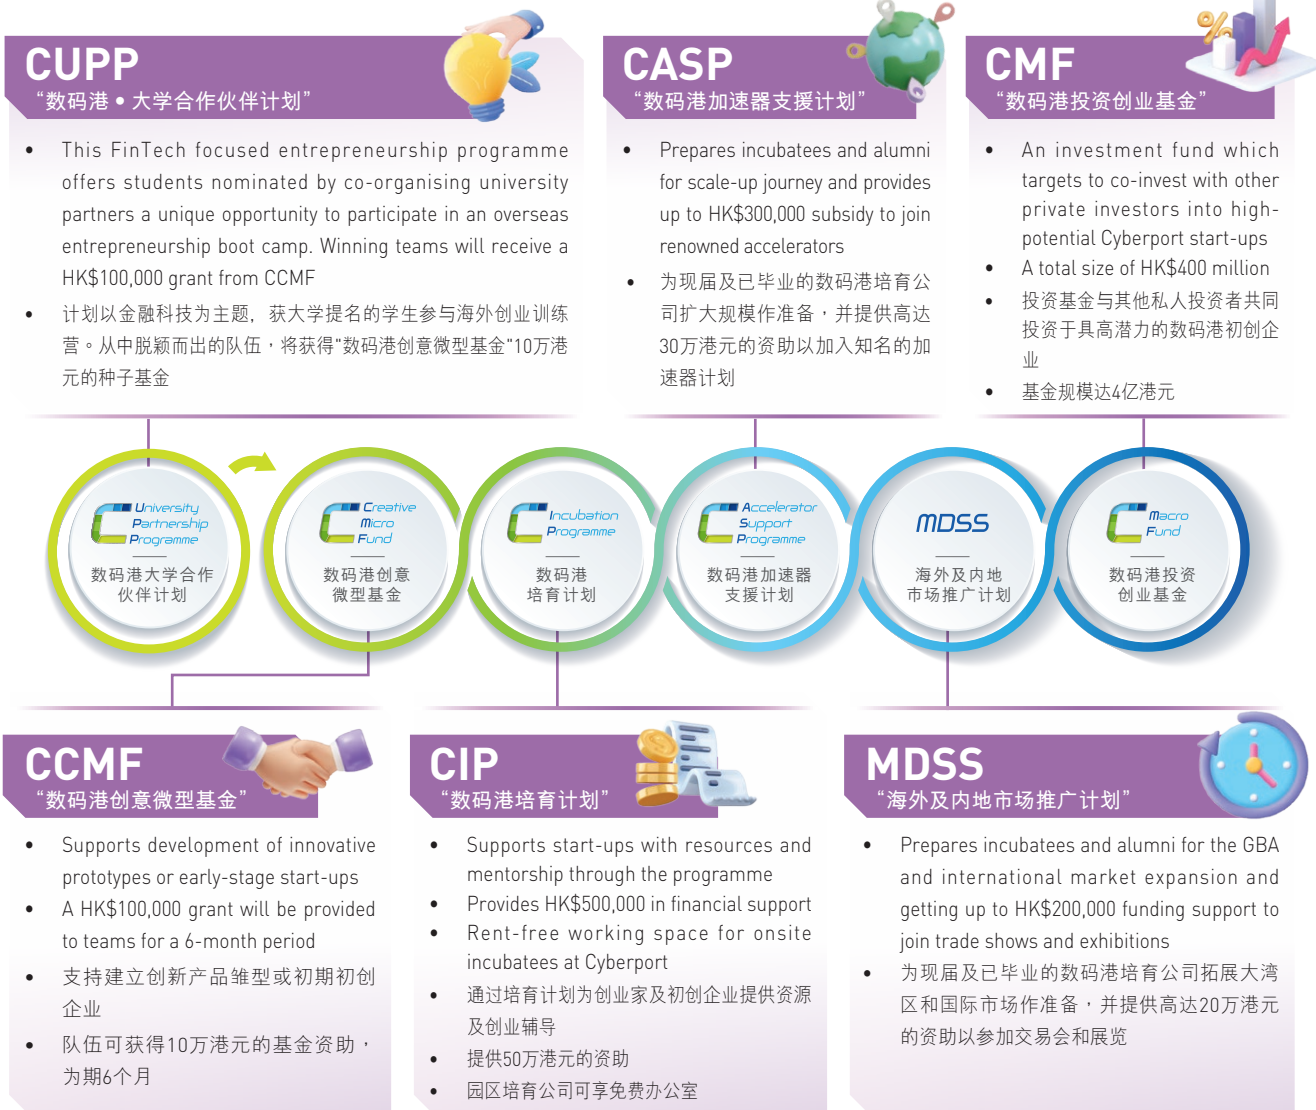 CUPP
“数码港•大学合作伙伴计划”
• This FinTech focused entrepreneurship programme
offers students nominated by co-organising university
partners a unique opportunity to participate in an overseas
entrepreneurship boot camp. Winning teams will receive a
HK$100,000 grant from CCMF
• 计划以金融科技为主题，获大学提名的学生参与海外创业训练
营。从中脱颖而出的队伍，将获得"数码港创意微型基金"10万港
元的种子基金
CASP
“数码港加速器支援计划”
• Prepares incubatees and alumni
for scale-up journey and provides
up to HK$300,000 subsidy to join
renowned accelerators
• 为现届及已毕业的数码港培育公
司扩大规模作准备，并提供高达
30万港元的资助以加入知名的加
速器计划
CMF
“数码港投资创业基金”
• An investment fund which
targets to co-invest with other
private investors into high-
potential Cyberport start-ups
• A total size of HK$400 million
• 投资基金与其他私人投资者共同
投资于具高潜力的数码港初创企
业
• 基金规模达4亿港元
University
Partnership
Programme
数码港大学合作
伙伴计划
Creative
Micro
Fund
数码港创意
微型基金
Incubation
Programme
数码港
培育计划
Accelerator
Support
Programme
数码港加速器
支援计划
MDSS
海外及内地
市场推广计划
Macro
Fund
数码港投资
创业基金
CCMF
“数码港创意微型基金”
• Supports development of innovative
prototypes or early-stage start-ups
• A HK$100,000 grant will be provided
to teams for a 6-month period
• 支持建立创新产品雏型或初期初创
企业
• 队伍可获得10万港元的基金资助，
为期6个月
CIP
“数码港培育计划”
• Supports start-ups with resources and
mentorship through the programme
• Provides HK$500,000 in financial support
• Rent-free working space for onsite
incubatees at Cyberport
• 通过培育计划为创业家及初创企业提供资源
及创业辅导
• 提供50万港元的资助
• 园区培育公司可享免费办公室
MDSS
“海外及内地市场推广计划”
• Prepares incubatees and alumni for the GBA
and international market expansion and
getting up to HK$200,000 funding support to
join trade shows and exhibitions
• 为现届及已毕业的数码港培育公司拓展大湾
区和国际市场作准备，并提供高达20万港元
的资助以参加交易会和展览